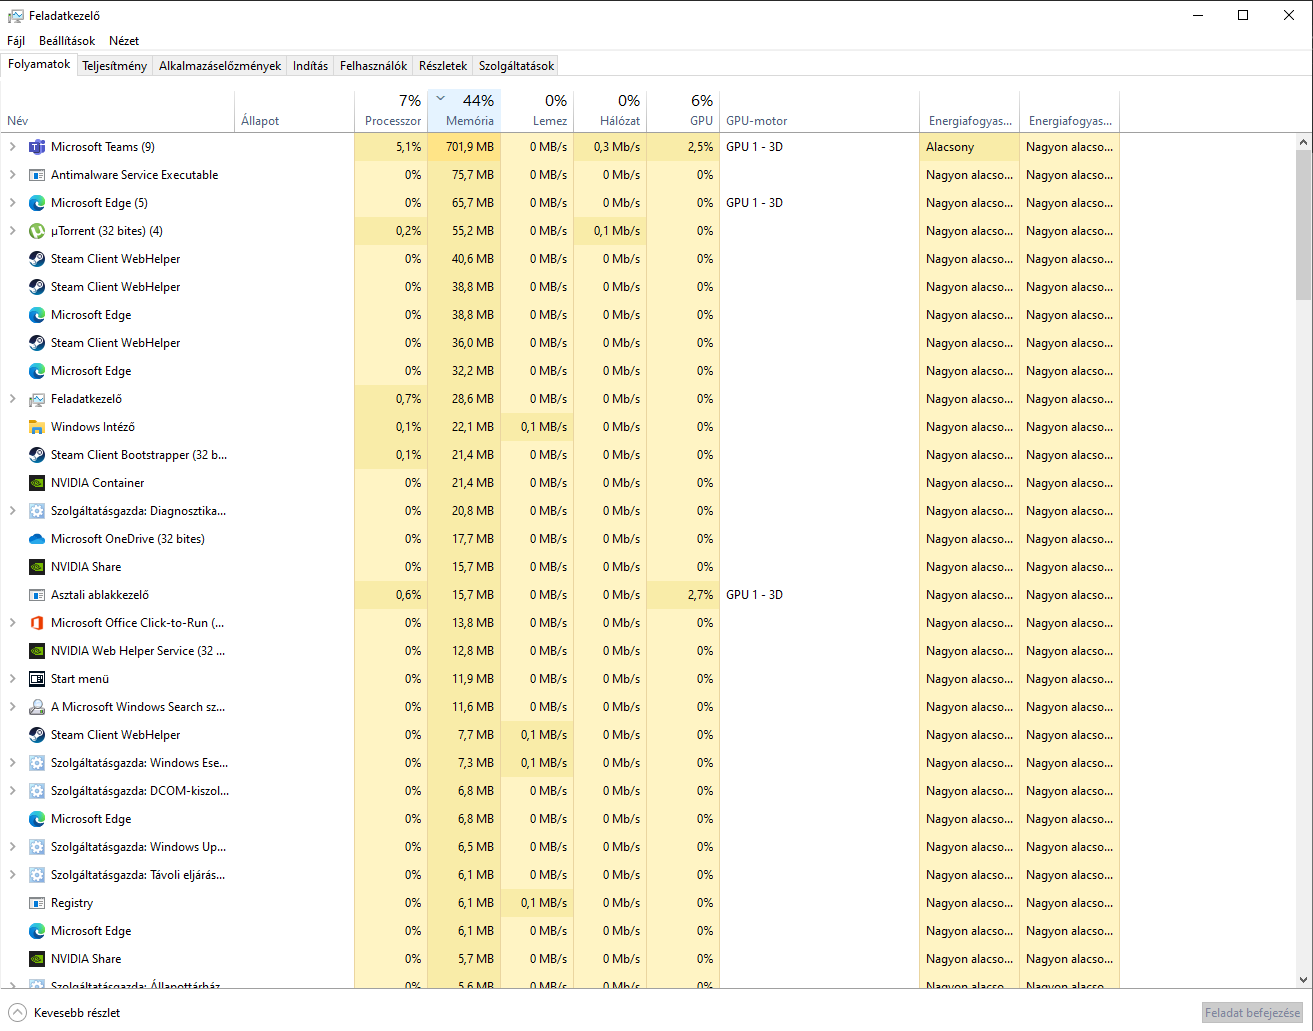 Feladatkezelő
Fájl Beállítások Nézet
Folyamatok Teljesítmény Alkalmazáselőzmények Indítás Felhasználók Részletek Szolgáltatások
7% 44% 0% 0% 6%
Név Állapot Processzor Memória Lemez Hálózat GPU GPU-motor Energiafogyas... Energiafogyas...
Microsoft Teams (9) 5,1% 701,9 MB 0 MB/s 0,3 Mb/s 2,5% GPU 1 - 3D Alacsony Nagyon alacso...
Antimalware Service Executable 0% 75,7 MB 0 MB/s 0 Mb/s 0% Nagyon alacso... Nagyon alacso...
Microsoft Edge (5) 0% 65,7 MB 0 MB/s 0 Mb/s 0% GPU 1 - 3D Nagyon alacso... Nagyon alacso...
µTorrent (32 bites) (4) 0,2% 55,2 MB 0 MB/s 0,1 Mb/s 0% Nagyon alacso... Nagyon alacso...
Steam Client WebHelper 0% 40,6 MB 0 MB/s 0 Mb/s 0% Nagyon alacso... Nagyon alacso...
Steam Client WebHelper 0% 38,8 MB 0 MB/s 0 Mb/s 0% Nagyon alacso... Nagyon alacso...
Microsoft Edge 0% 38,8 MB 0 MB/s 0 Mb/s 0% Nagyon alacso... Nagyon alacso...
Steam Client WebHelper 0% 36,0 MB 0 MB/s 0 Mb/s 0% Nagyon alacso... Nagyon alacso...
Microsoft Edge 0% 32,2 MB 0 MB/s 0 Mb/s 0% Nagyon alacso... Nagyon alacso...
Feladatkezelő 0,7% 28,6 MB 0 MB/s 0 Mb/s 0% Nagyon alacso... Nagyon alacso...
Windows Intéző 0,1% 22,1 MB 0,1 MB/s 0 Mb/s 0% Nagyon alacso... Nagyon alacso...
Steam Client Bootstrapper (32 b... 0,1% 21,4 MB 0 MB/s 0 Mb/s 0% Nagyon alacso... Nagyon alacso...
NVIDIA Container 0% 21,4 MB 0 MB/s 0 Mb/s 0% Nagyon alacso... Nagyon alacso...
Szolgáltatásgazda: Diagnosztika... 0% 20,8 MB 0 MB/s 0 Mb/s 0% Nagyon alacso... Nagyon alacso...
Microsoft OneDrive (32 bites) 0% 17,7 MB 0 MB/s 0 Mb/s 0% Nagyon alacso... Nagyon alacso...
NVIDIA Share 0% 15,7 MB 0 MB/s 0 Mb/s 0% Nagyon alacso... Nagyon alacso...
Asztali ablakkezelő 0,6% 15,7 MB 0 MB/s 0 Mb/s 2,7% GPU 1 - 3D Nagyon alacso... Nagyon alacso...
Microsoft Office Click-to-Run (... 0% 13,8 MB 0 MB/s 0 Mb/s 0% Nagyon alacso... Nagyon alacso...
NVIDIA Web Helper Service (32 ... 0% 12,8 MB 0 MB/s 0 Mb/s 0% Nagyon alacso... Nagyon alacso...
Start menü 0% 11,9 MB 0 MB/s 0 Mb/s 0% Nagyon alacso... Nagyon alacso...
A Microsoft Windows Search sz... 0% 11,6 MB 0 MB/s 0 Mb/s 0% Nagyon alacso... Nagyon alacso...
Steam Client WebHelper 0% 7,7 MB 0,1 MB/s 0 Mb/s 0% Nagyon alacso... Nagyon alacso...
Szolgáltatásgazda: Windows Ese... 0% 7,3 MB 0,1 MB/s 0 Mb/s 0% Nagyon alacso... Nagyon alacso...
Szolgáltatásgazda: DCOM-kiszol... 0% 6,8 MB 0 MB/s 0 Mb/s 0% Nagyon alacso... Nagyon alacso...
Microsoft Edge 0% 6,8 MB 0 MB/s 0 Mb/s 0% Nagyon alacso... Nagyon alacso...
Szolgáltatásgazda: Windows Up... 0% 6,5 MB 0 MB/s 0 Mb/s 0% Nagyon alacso... Nagyon alacso...
Szolgáltatásgazda: Távoli eljárás... 0% 6,1 MB 0 MB/s 0 Mb/s 0% Nagyon alacso... Nagyon alacso...
Registry 0% 6,1 MB 0,1 MB/s 0 Mb/s 0% Nagyon alacso... Nagyon alacso...
Microsoft Edge 0% 6,1 MB 0 MB/s 0 Mb/s 0% Nagyon alacso... Nagyon alacso...
NVIDIA Share 0% 5,7 MB 0 MB/s 0 Mb/s 0% Nagyon alacso... Nagyon alacso...
Szolgáltatásgazda: Állapottárház 0% 5,6 MB 0 MB/s 0 Mb/s 0% Nagyon alacso... Nagyon alacso...
Kevesebb részlet Feladat befejezése